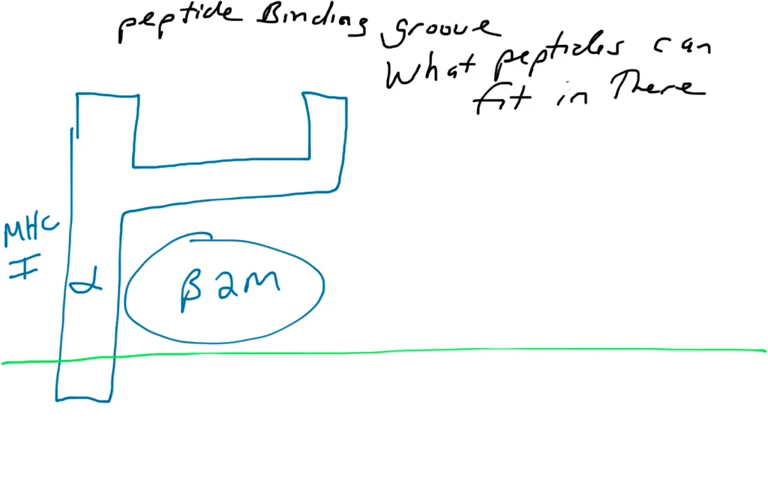 peptide Binding groove
What peptides can
fit in There
MHC
I
α
β2M